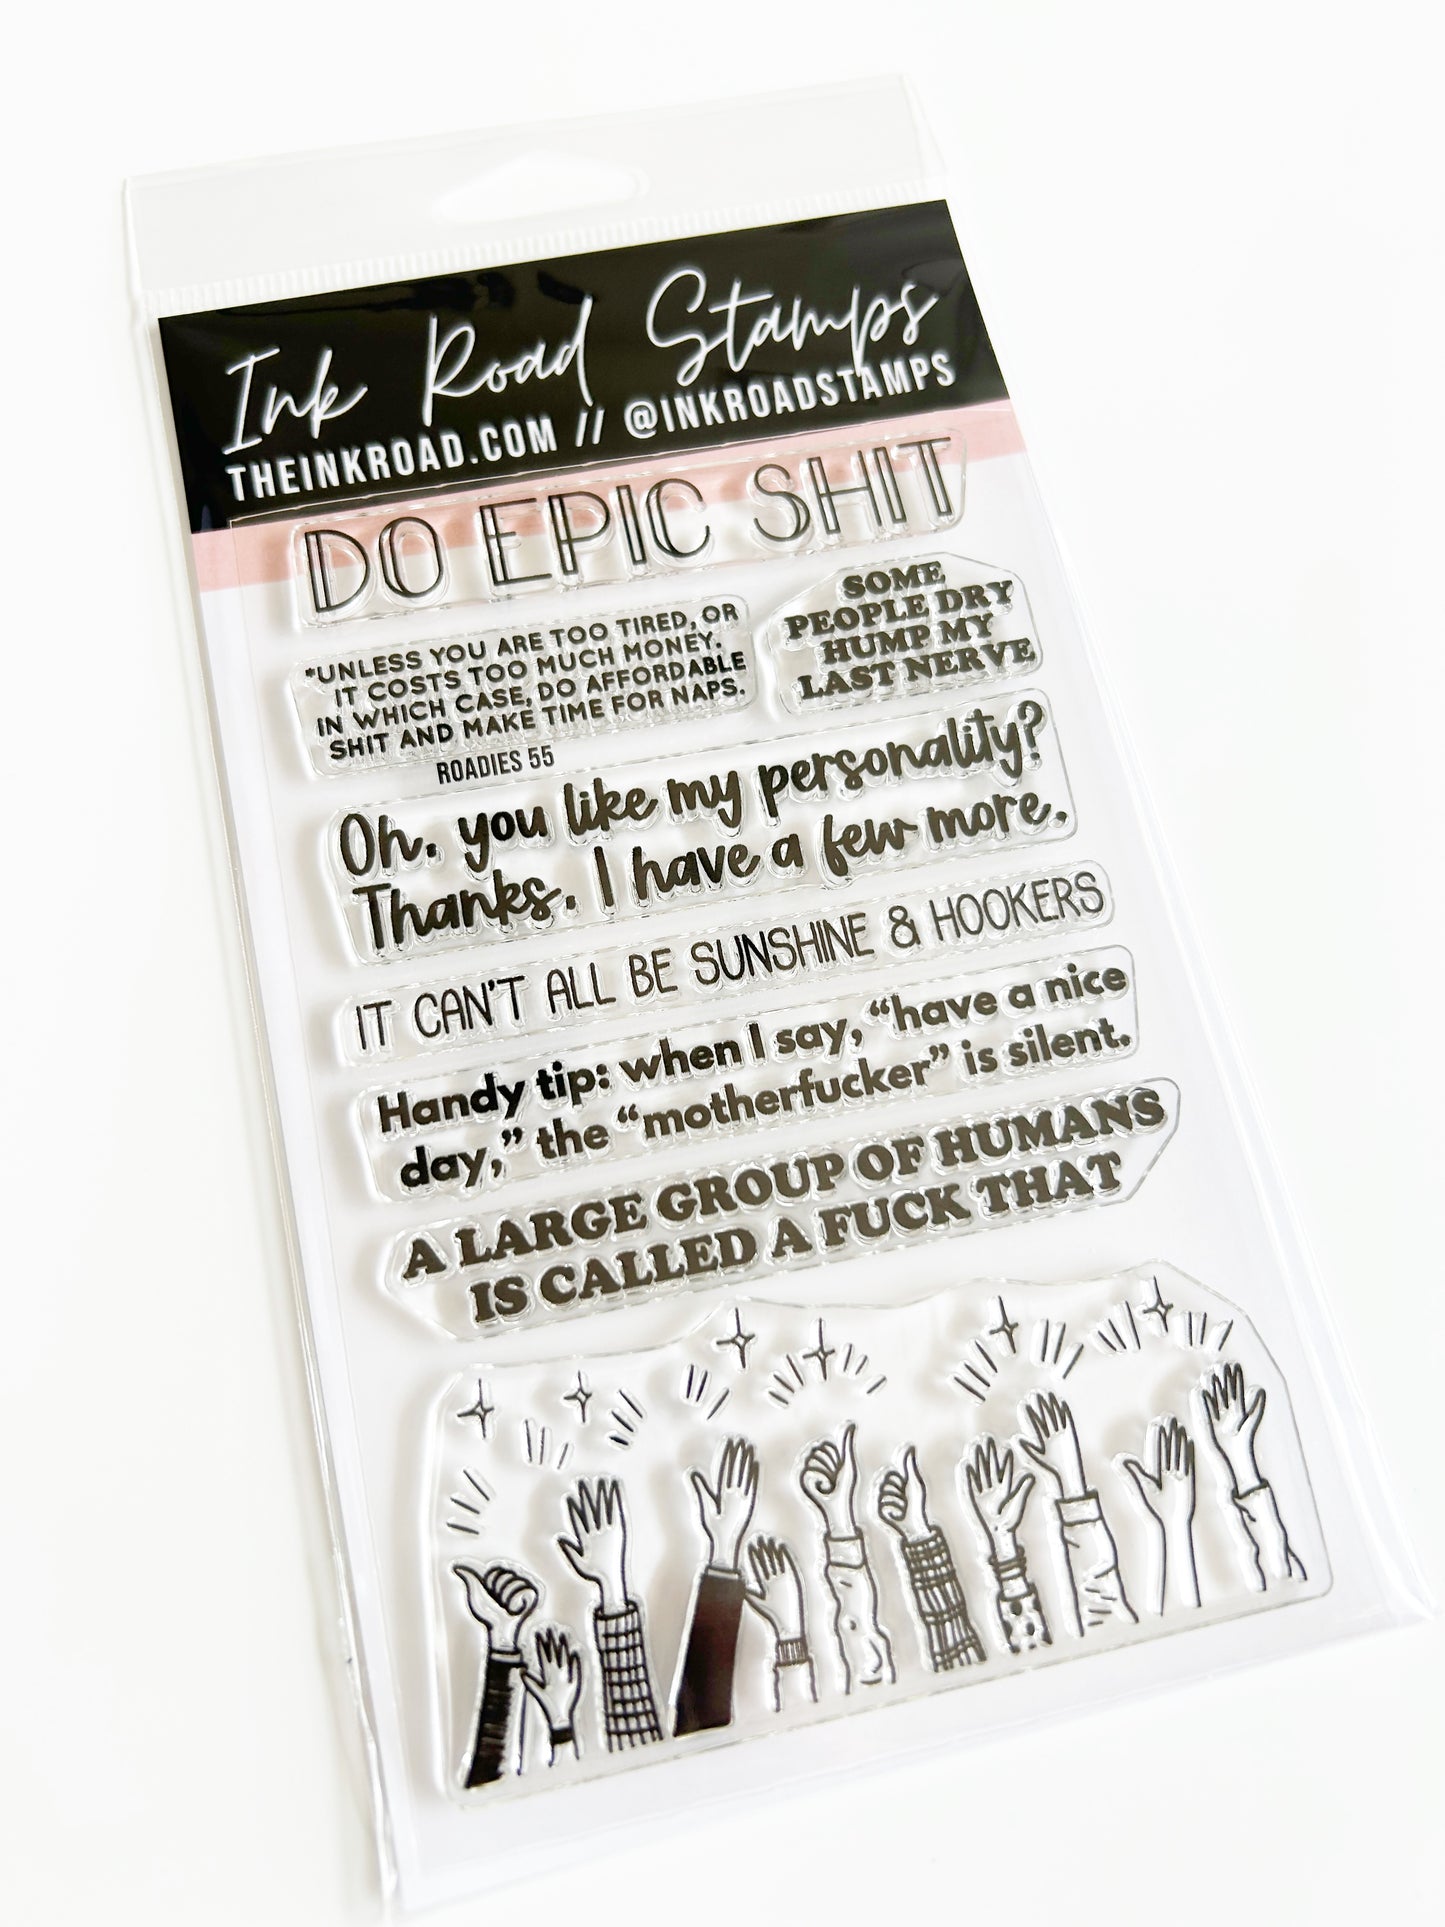 Ink Road Stamps
THEINKROAD.COM // @INKROADSTAMPS
DO EPIC SHIT
*UNLESS YOU ARE TOO TIRED, OR
IT COSTS TOO MUCH MONEY.
IN WHICH CASE, DO AFFORDABLE
SHIT AND MAKE TIME FOR NAPS.
SOME
PEOPLE DRY
HUMP MY
LAST NERVE
ROADIES 55
Oh, you like my personality?
Thanks. I have a few more.
IT CAN'T ALL BE SUNSHINE & HOOKERS
Handy tip: when I say, “have a nice
day,” the “motherfucker” is silent.
A LARGE GROUP OF HUMANS
IS CALLED A FUCK THAT